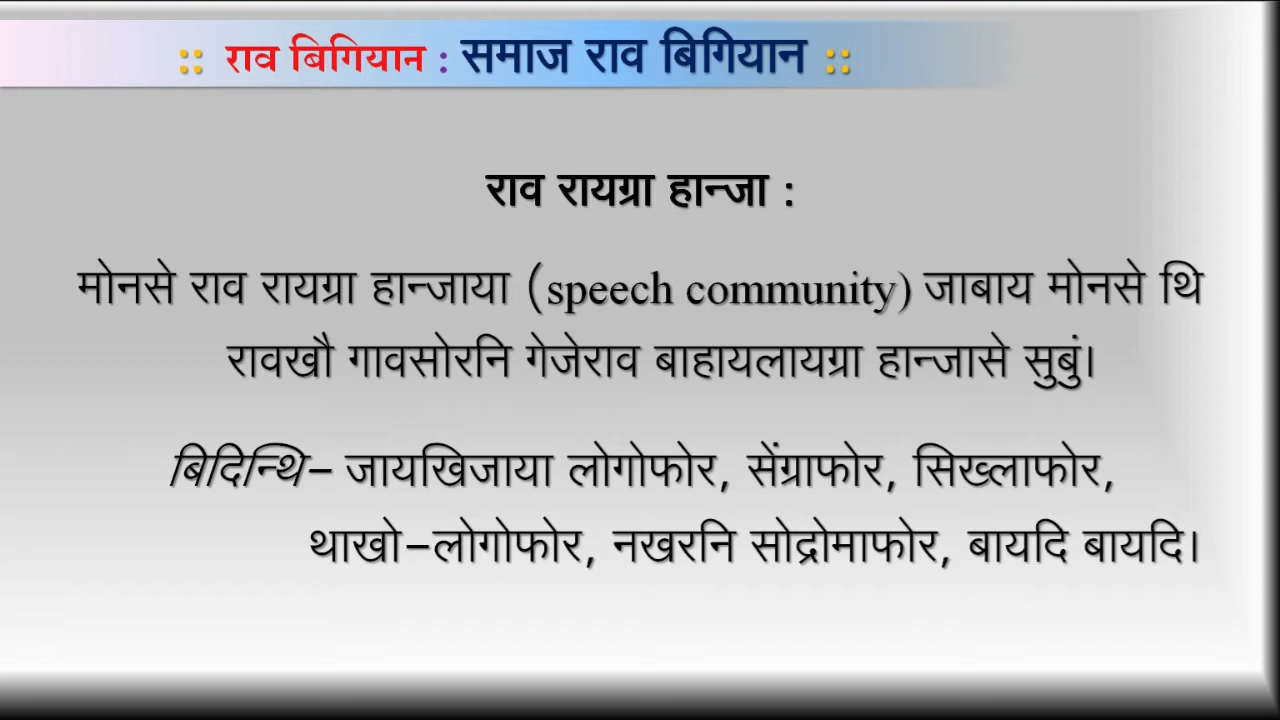 :: राव बिगियान : समाज राव बिगियान ::
राव रायग्रा हान्जा :
मोनसे राव रायग्रा हान्जाया (speech community) जाबाय मोनसे थि
रावखौ गावसोरनि गेजेराव बाहायलायग्रा हान्जासे सुबुं।
बिदिन्थि– जायखिजाया लोगोफोर, सेंग्राफोर, सिख्लाफोर,
थाखो–लोगोफोर, नखरनि सोद्रोमाफोर, बायदि बायदि।